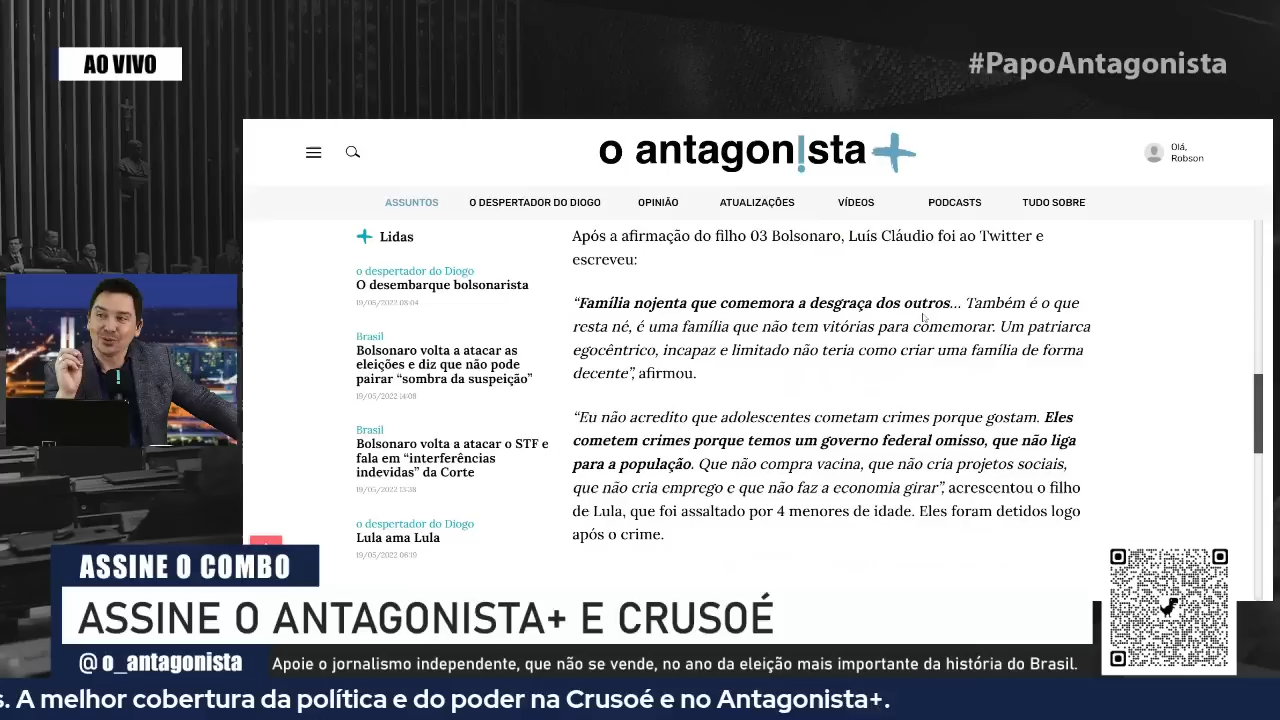 AO VIVO
#PapoAntagonista
o antagon!sta+
Olá,
Robson
ASSUNTOS
O DESPERTADOR DO DIOGO
OPINIÃO
ATUALIZAÇÕES
VÍDEOS
PODCASTS
TUDO SOBRE
Lidas
o despertador do Diogo
O desembarque bolsonarista
19/05/2022 08:04
Brasil
Bolsonaro volta a atacar as
eleições e diz que não pode
pairar “sombra da suspeição”
19/05/2022 14:08
Brasil
Bolsonaro volta a atacar o STF e
fala em “interferências
indevidas” da Corte
19/05/2022 13:38
o despertador do Diogo
Lula ama Lula
19/05/2022 06:19
Após a afirmação do filho 03 Bolsonaro, Luís Cláudio foi ao Twitter e
escreveu:
“Família nojenta que comemora a desgraça dos outros… Também é o que
resta né, é uma família que não tem vitórias para comemorar. Um patriarca
egocêntrico, incapaz e limitado não teria como criar uma família de forma
decente”, afirmou.
“Eu não acredito que adolescentes cometam crimes porque gostam. Eles
cometem crimes porque temos um governo federal omisso, que não liga
para a população. Que não compra vacina, que não cria projetos sociais,
que não cria emprego e que não faz a economia girar”, acrescentou o filho
de Lula, que foi assaltado por 4 menores de idade. Eles foram detidos logo
após o crime.
ASSINE O COMBO
ASSINE O ANTAGONISTA+ E CRUSOÉ
@o_antagonista
Apoie o jornalismo independente, que não se vende, no ano da eleição mais importante da história do Brasil.
s. A melhor cobertura da política e do poder na Crusoé e no Antagonista+.